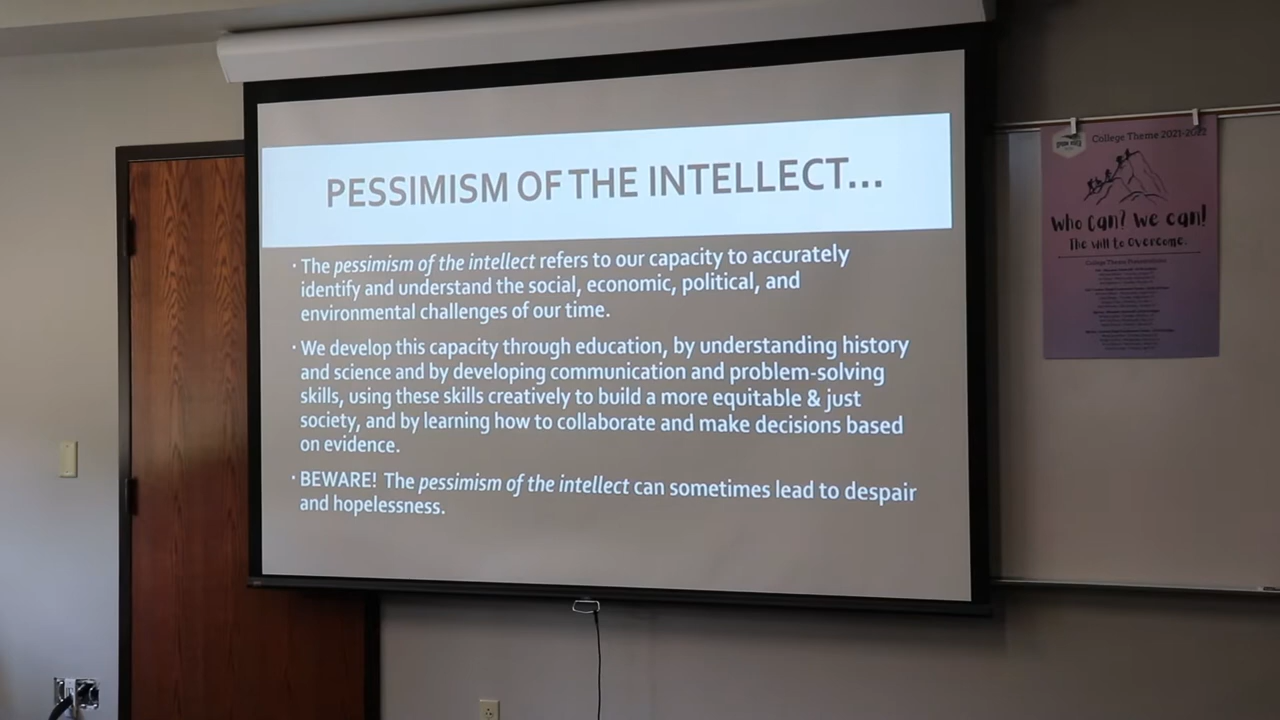 PESSIMISM OF THE INTELLECT...
• The pessimism of the intellect refers to our capacity to accurately
identify and understand the social, economic, political, and
environmental challenges of our time.
• We develop this capacity through education, by understanding history
and science and by developing communication and problem-solving
skills, using these skills creatively to build a more equitable & just
society, and by learning how to collaborate and make decisions based
on evidence.
• BEWARE! The pessimism of the intellect can sometimes lead to despair
and hopelessness.
College Theme 2021-2022
Who Can? We Can!
The Will to Overcome.
College Theme Presentations